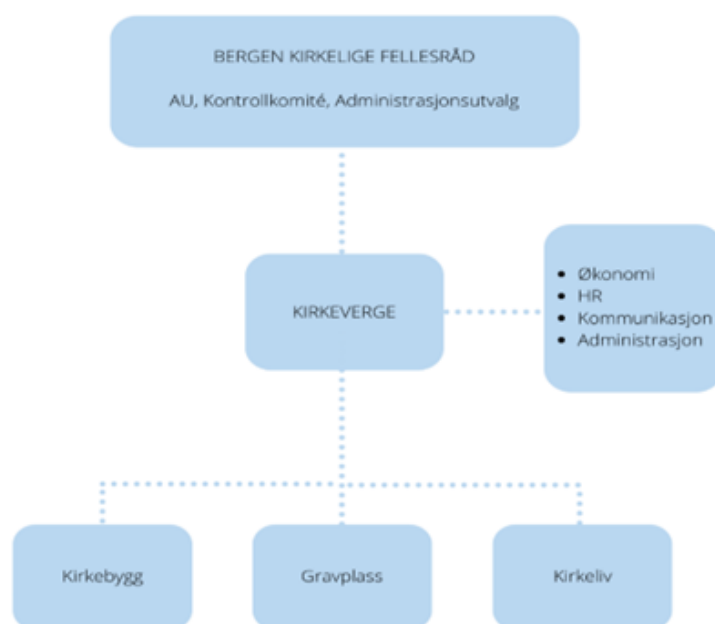 BERGEN KIRKELIGE FELLESRÅD
AU, Kontrollkomité, Administrasjonsutvalg
KIRKEVERGE
• Økonomi
• HR
• Kommunikasjon
• Administrasjon
Kirkebygg
Gravplass
Kirkeliv